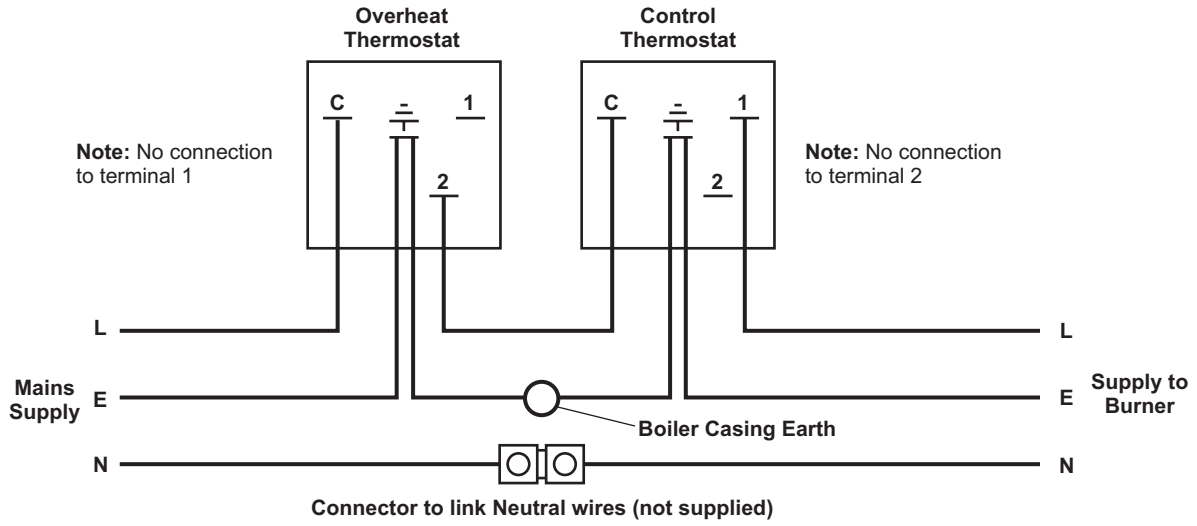 Overheat
Thermostat
Control
Thermostat
C
1
2
C
1
2
Note: No connection
to terminal 1
Note: No connection
to terminal 2
L
L
Mains
Supply
E
E
Supply to
Burner
Boiler Casing Earth
N
N
Connector to link Neutral wires (not supplied)